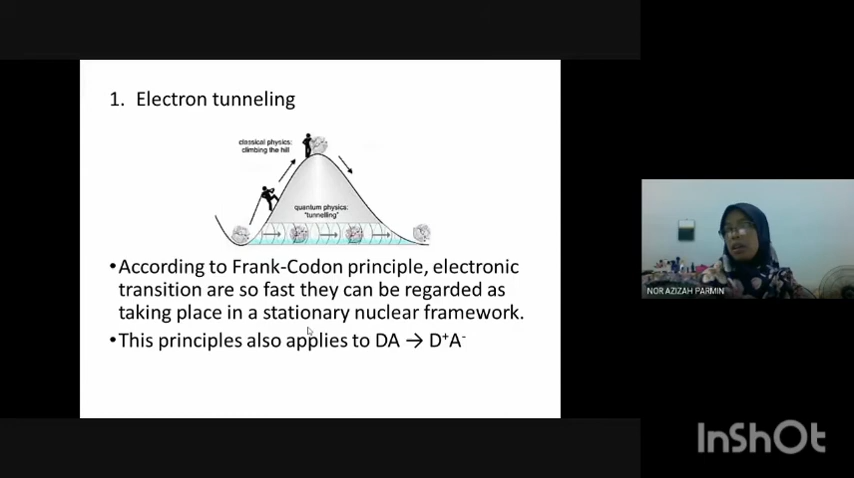 1. Electron tunneling
classical physics:
climbing the hill
quantum physics:
"tunnelling"
•According to Frank-Codon principle, electronic
transition are so fast they can be regarded as
taking place in a stationary nuclear framework.
•This principles also applies to DA → D⁺A⁻
NOR AZIZAH PARMIN
InShOt